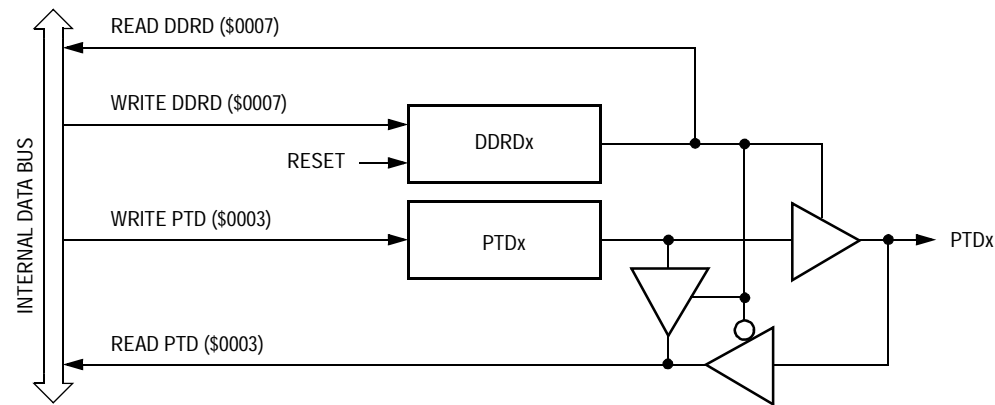 READ DDRD ($0007)
WRITE DDRD ($0007)
DDRDx
RESET
INTERNAL DATA BUS
WRITE PTD ($0003)
PTDx
PTDx
READ PTD ($0003)